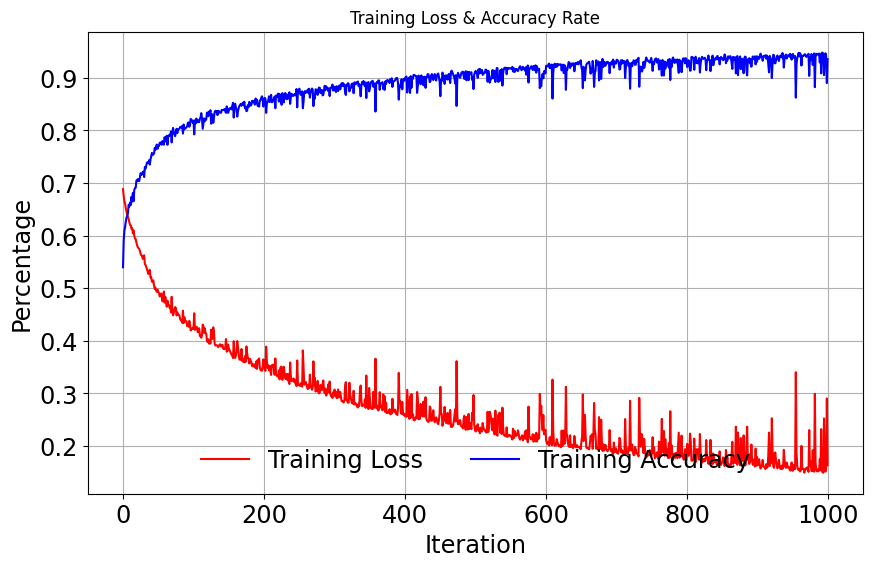 Training Loss & Accuracy Rate
Percentage
0.9
0.8
0.7
0.6
0.5
0.4
0.3
0.2
Training Loss Training Accuracy
0 200 400 600 800 1000
Iteration